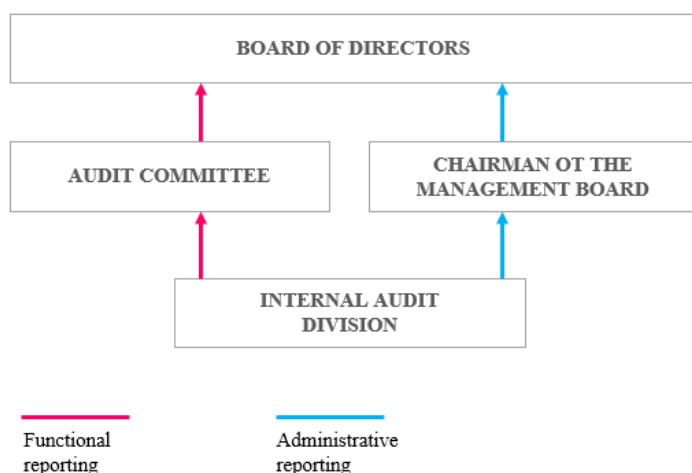 BOARD OF DIRECTORS
AUDIT COMMITTEE
CHAIRMAN OT THE
MANAGEMENT BOARD
INTERNAL AUDIT
DIVISION
Functional
reporting
Administrative
reporting